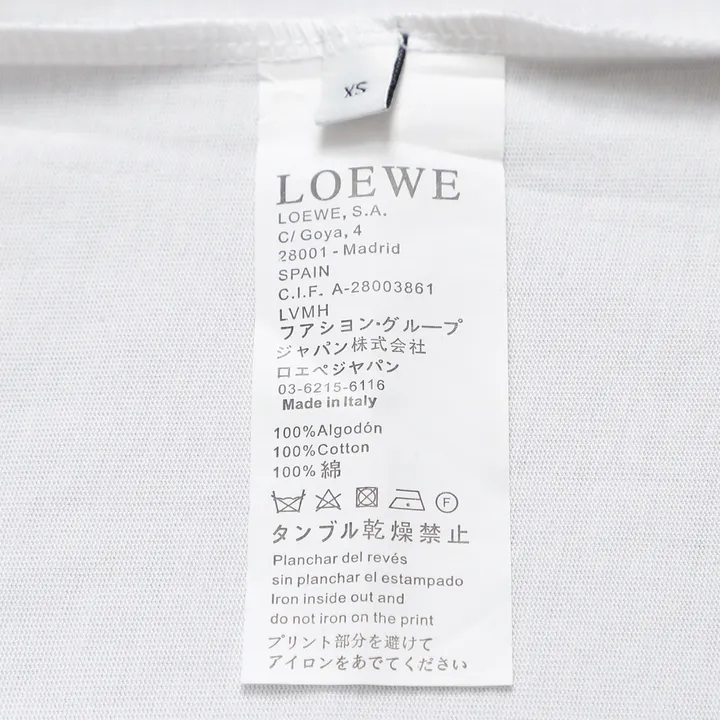 XS
LOEWE
LOEWE, S.A.
C/ Goya, 4
28001 - Madrid
SPAIN
C.I.F. A-28003861
LVMH
フアシヨン・グループ
ジャパン株式会社
ロエベジャパン
03-6215-6116
Made in Italy
100%Algodón
100%Cotton
100%綿
F
タンブル乾燥禁止
Planchar del revés
sin planchar el estampado
Iron inside out and
do not iron on the print
プリント部分を避けて
アイロンをあててください